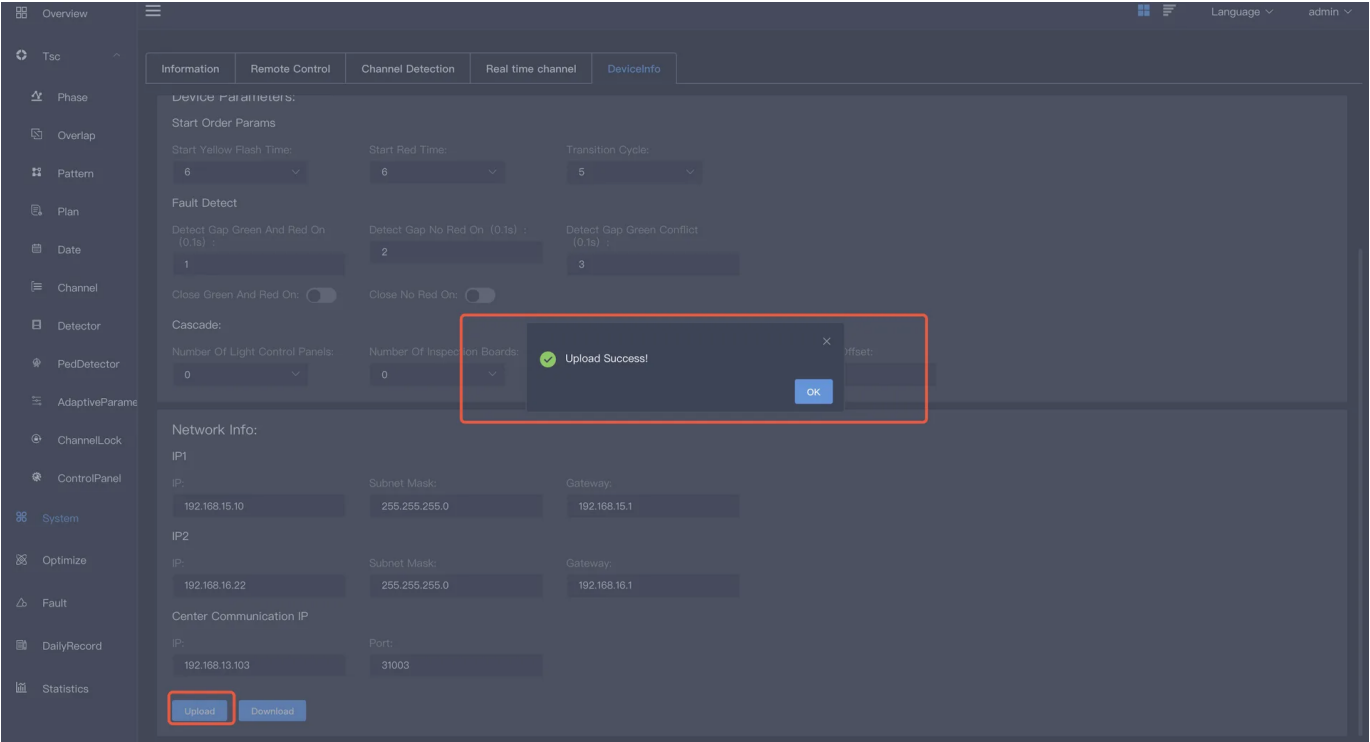 Overview
Language
admin
Tsc
Information
Remote Control
Channel Detection
Real time channel
DeviceInfo
Phase
Overlap
Pattern
Plan
Date
Channel
Detector
PedDetector
AdaptiveParame
ChannelLock
ControlPanel
System
Optimize
Fault
DailyRecord
Statistics
Device Parameters:
Start Order Params
Start Yellow Flash Time:
Start Red Time:
Transition Cycle:
6
6
5
Fault Detect
Detect Gap Green And Red On
(0.1s) :
Detect Gap No Red On (0.1s) :
Detect Gap Green Conflict
(0.1s) :
1
2
3
Close Green And Red On:
Close No Red On:
Cascade:
Number Of Light Control Panels:
Number Of Inspection Boards:
Offset:
0
0
Upload Success!
OK
Network Info:
IP1
IP:
Subnet Mask:
Gateway:
192.168.15.10
255.255.255.0
192.168.15.1
IP2
IP:
Subnet Mask:
Gateway:
192.168.16.22
255.255.255.0
192.168.16.1
Center Communication IP
IP:
Port:
192.168.13.103
31003
Upload
Download